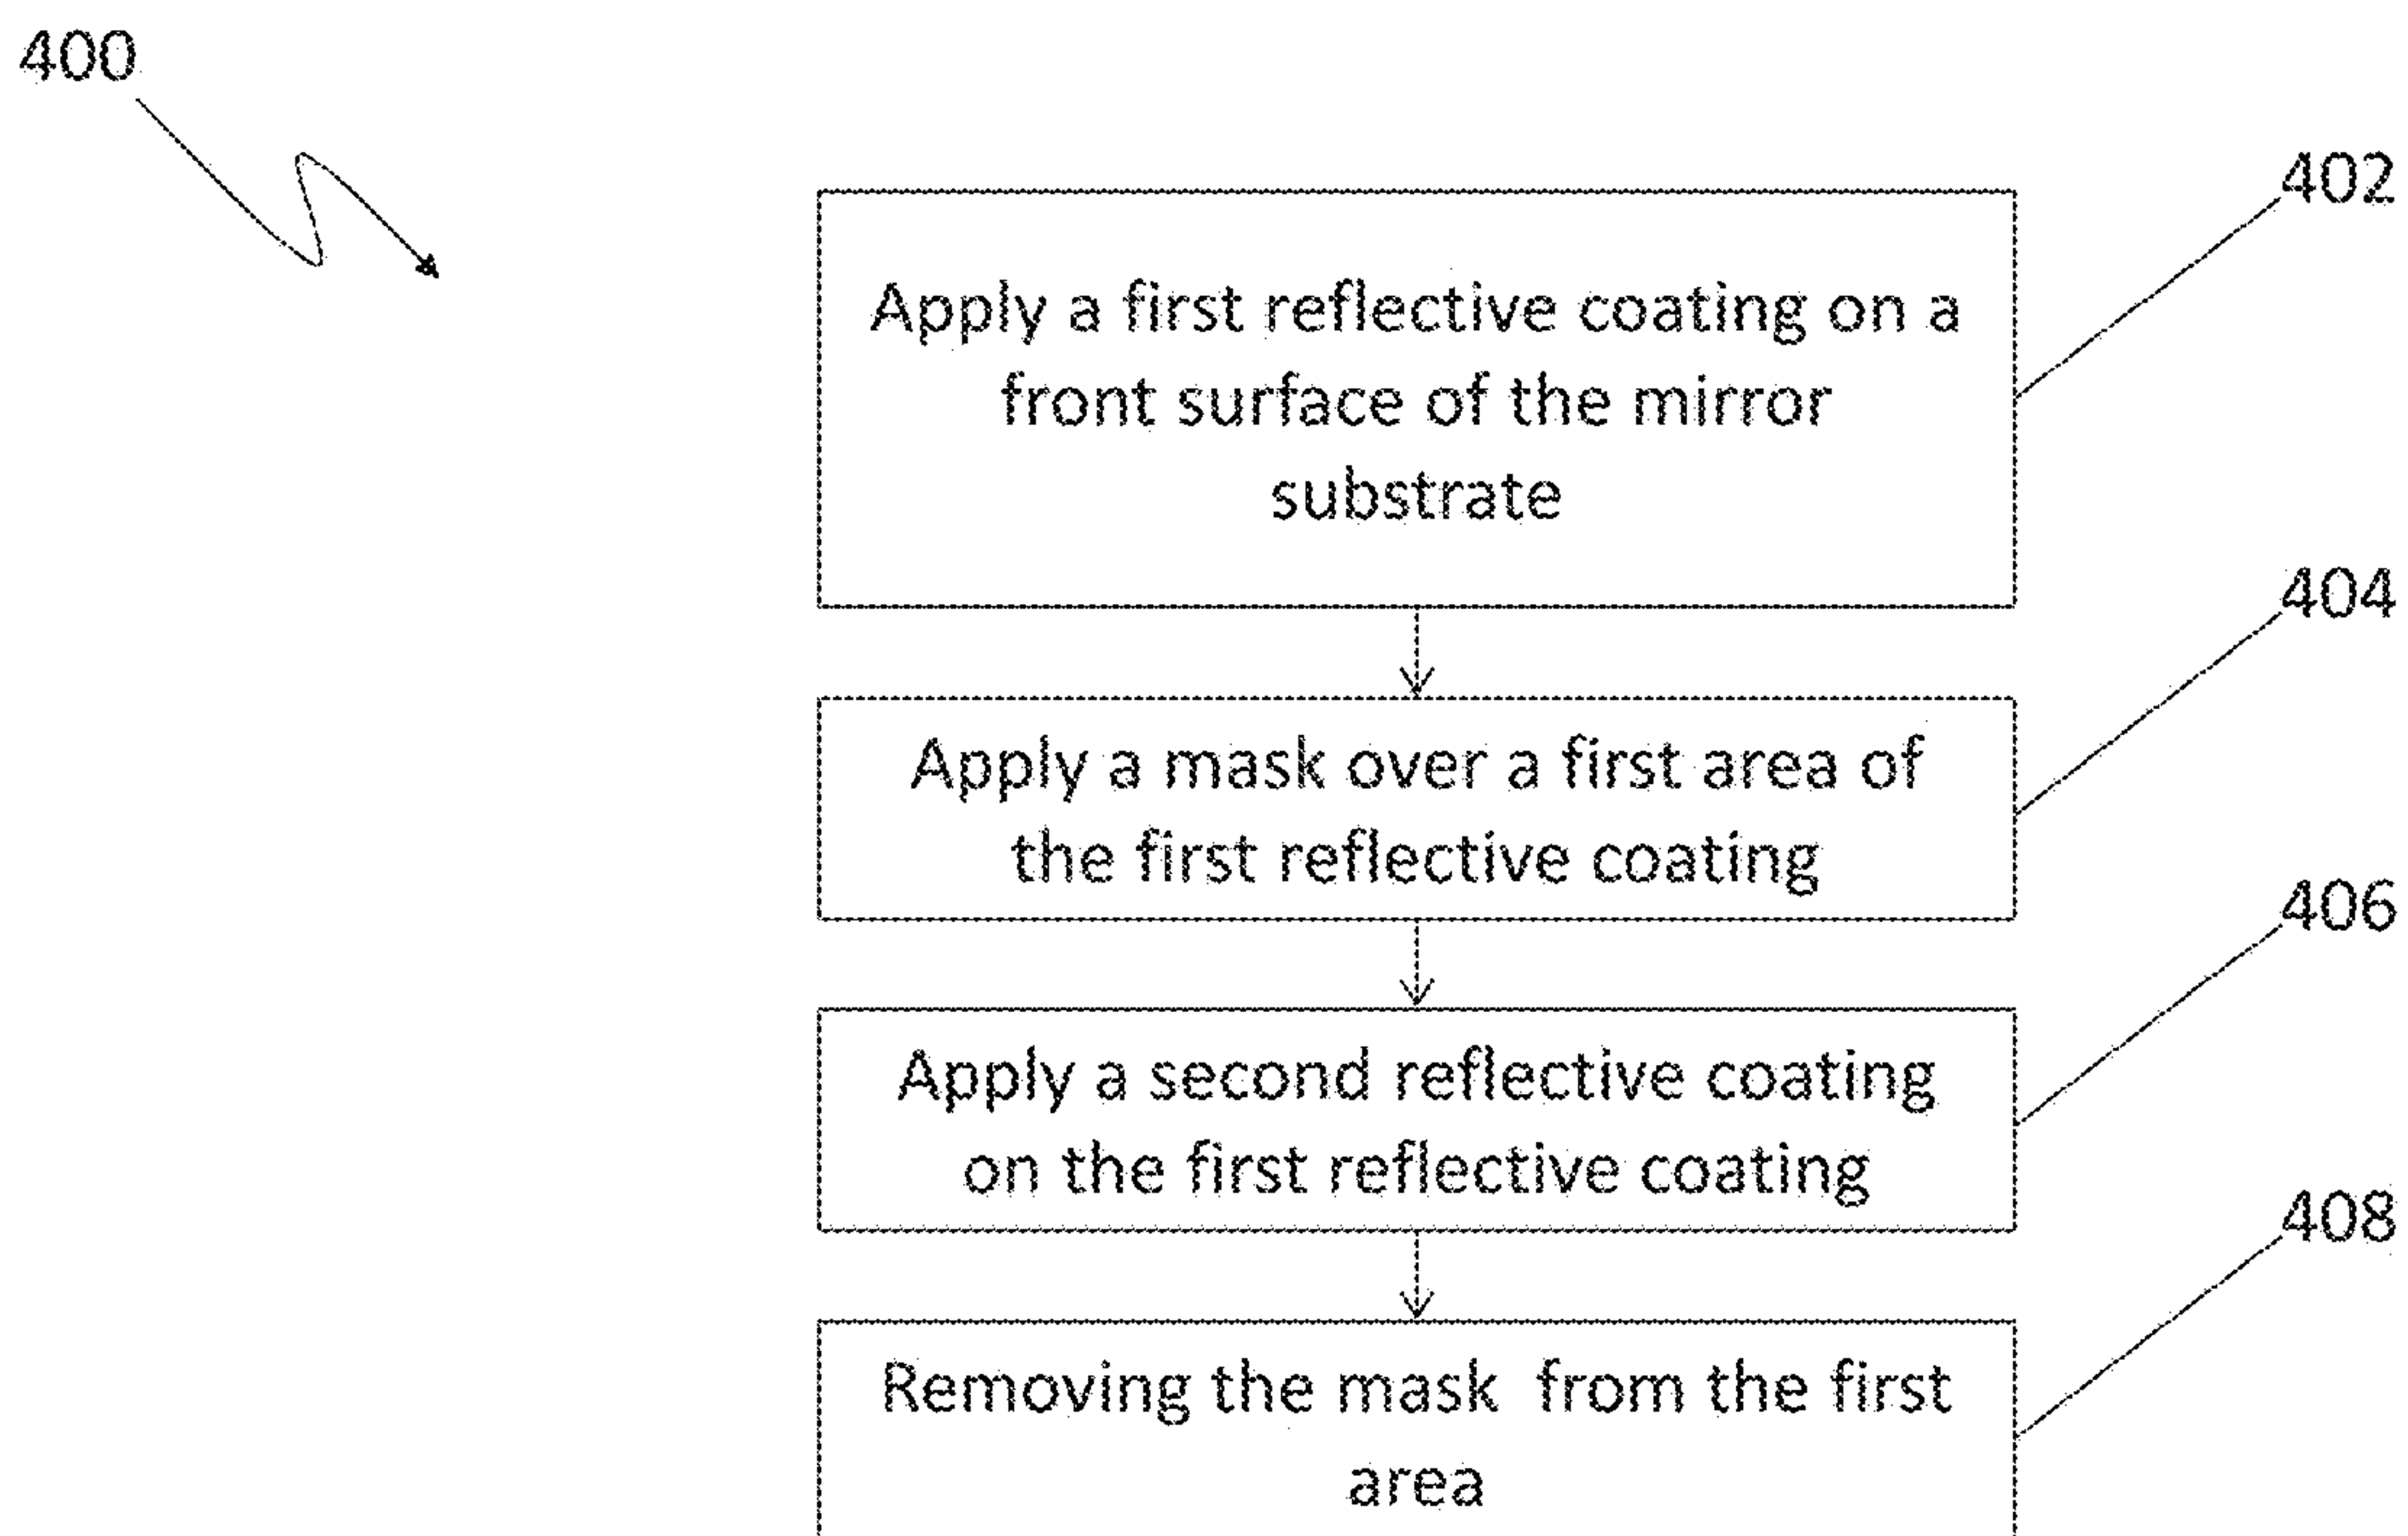 400
402
Apply a first reflective coating on a
front surface of the mirror
substrate
404
Apply a mask over a first area of
the first reflective coating
406
Apply a second reflective coating
on the first reflective coating
408
Removing the mask from the first
area